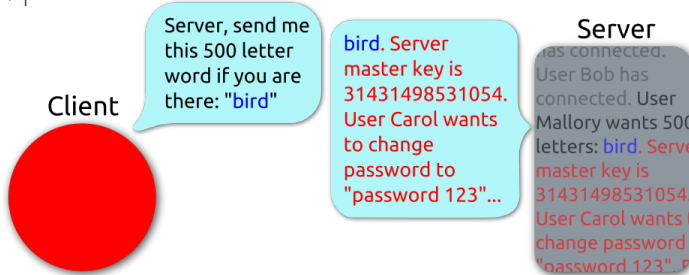 Client
Server, send me
this 500 letter
word if you are
there: "bird"
bird. Server
master key is
31431498531054.
User Carol wants
to change
password to
"password 123"...
Server
has connected.
User Bob has
connected. User
Mallory wants 500
letters: bird. Serve
master key is
31431498531054.
User Carol wants
change password
"password 123".